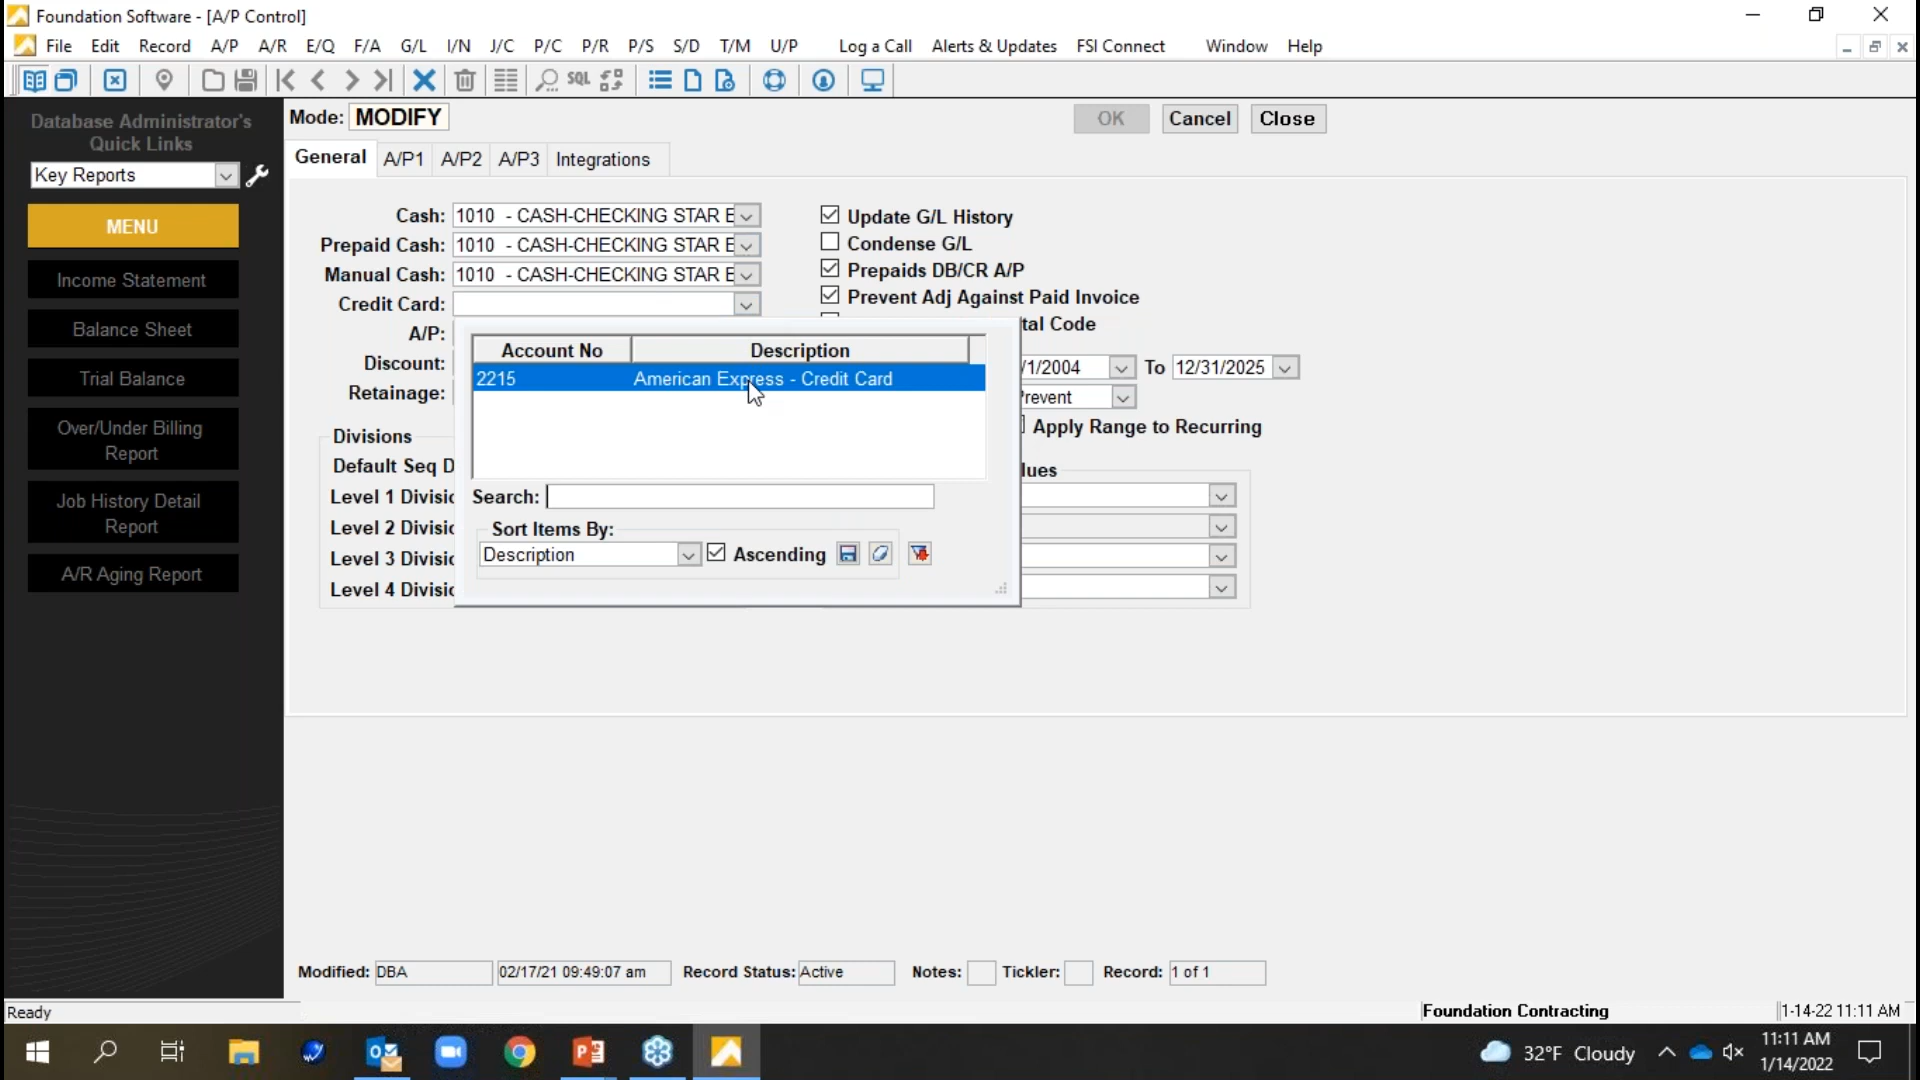 Foundation Software - [A/P Control]
File Edit Record A/P A/R E/Q F/A G/L I/N J/C P/C P/R P/S S/D T/M U/P Log a Call Alerts & Updates FSI Connect Window Help
SQL
Database Administrator's
Quick Links
Key Reports
MENU
Income Statement
Balance Sheet
Trial Balance
Over/Under Billing
Report
Job History Detail
Report
A/R Aging Report
Mode: MODIFY
OK Cancel Close
General A/P1 A/P2 A/P3 Integrations
Cash: 1010 - CASH-CHECKING STAR E
Prepaid Cash: 1010 - CASH-CHECKING STAR E
Manual Cash: 1010 - CASH-CHECKING STAR E
Credit Card:
A/P:
Discount:
Retainage:
Update G/L History
Condense G/L
Prepaids DB/CR A/P
Prevent Adj Against Paid Invoice
tal Code
/1/2004 To 12/31/2025
revent
Apply Range to Recurring
Account No Description
2215 American Express - Credit Card
Search:
Sort Items By:
Description Ascending
Divisions
Default Seq D
Level 1 Divisic
Level 2 Divisic
Level 3 Divisic
Level 4 Divisic
lues
Modified: DBA 02/17/21 09:49:07 am Record Status: Active Notes: Tickler: Record: 1 of 1
Ready
Foundation Contracting
1-14-22 11:11 AM
32°F Cloudy
11:11 AM
1/14/2022